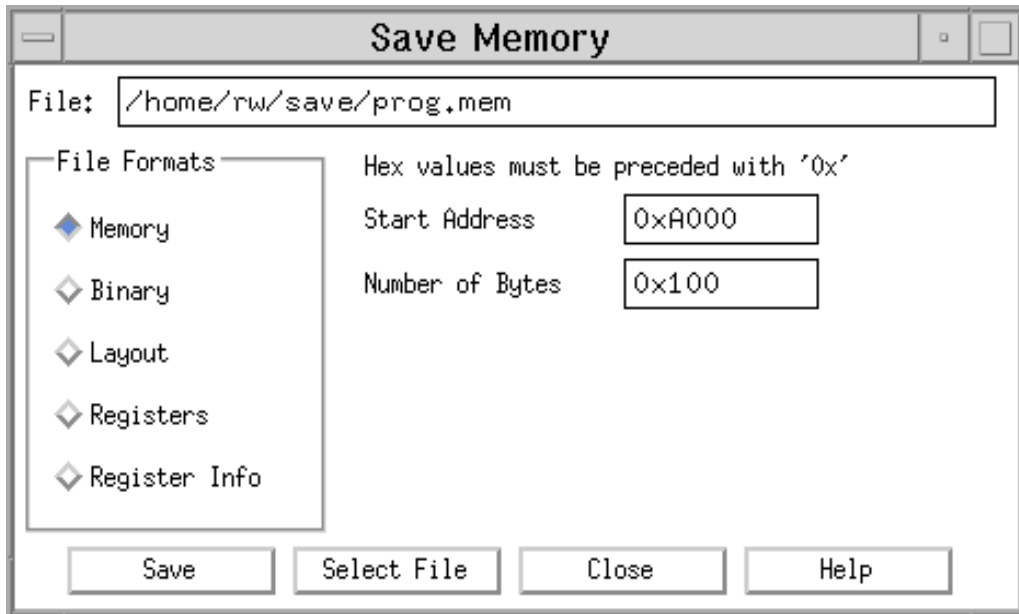 Save Memory
File: /home/rw/save/prog.mem
File Formats
Hex values must be preceded with '0x'
Memory
Start Address 0xA000
Binary
Number of Bytes 0x100
Layout
Registers
Register Info
Save Select File Close Help